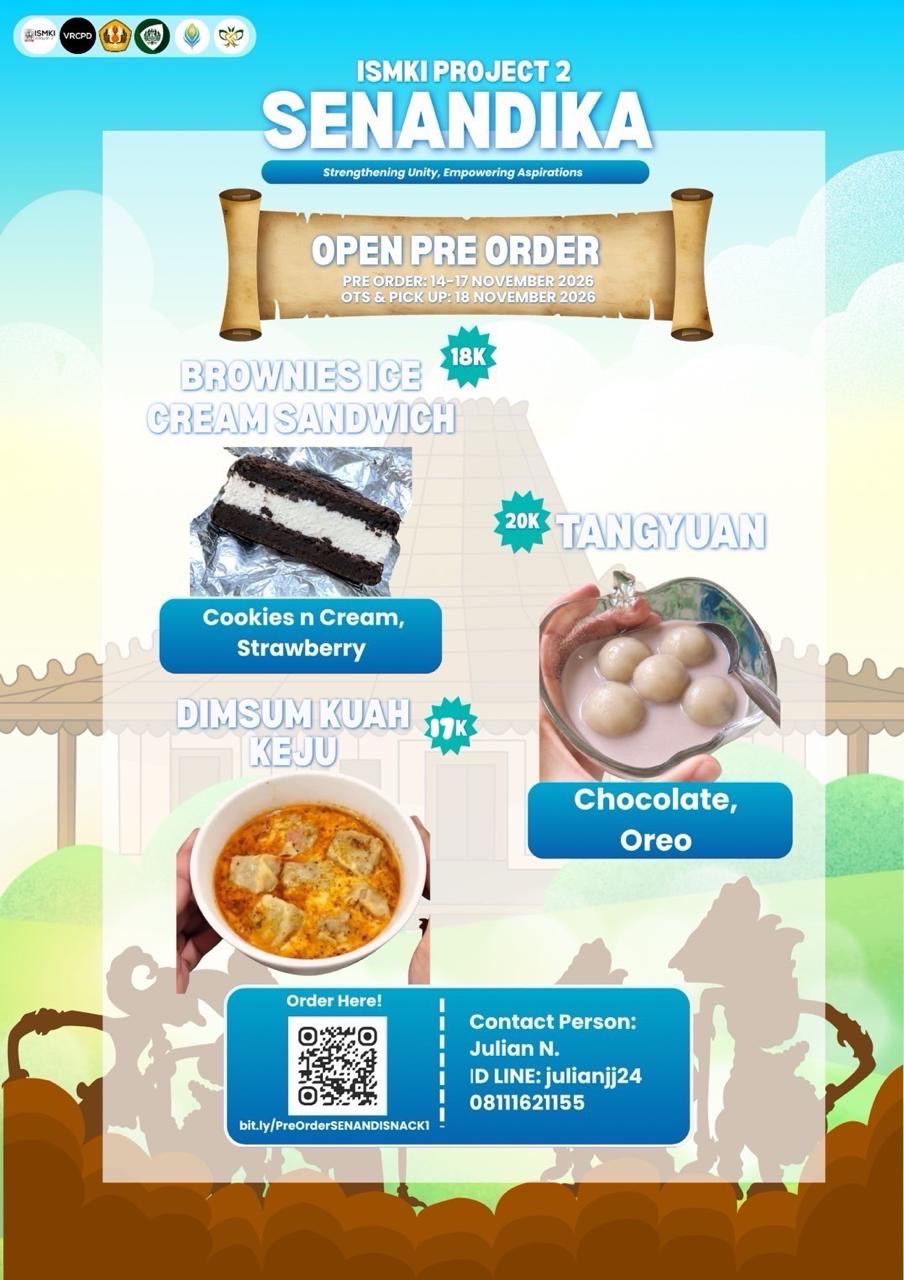 ISMKI
VRCPD
ISMKI PROJECT 2
SENANDIKA
Strengthening Unity, Empowering Aspirations
OPEN PRE ORDER
PRE ORDER: 14-17 NOVEMBER 2026
OTS & PICK UP: 18 NOVEMBER 2026
18K
BROWNIES ICE
CREAM SANDWICH
Cookies n Cream,
Strawberry
20K
TANGYUAN
Chocolate,
Oreo
DIMSUM KUAH
KEJU
17K
Order Here!
bit.ly/PreOrderSENANDISNACK1
Contact Person:
Julian N.
ID LINE: julianjj24
08111621155